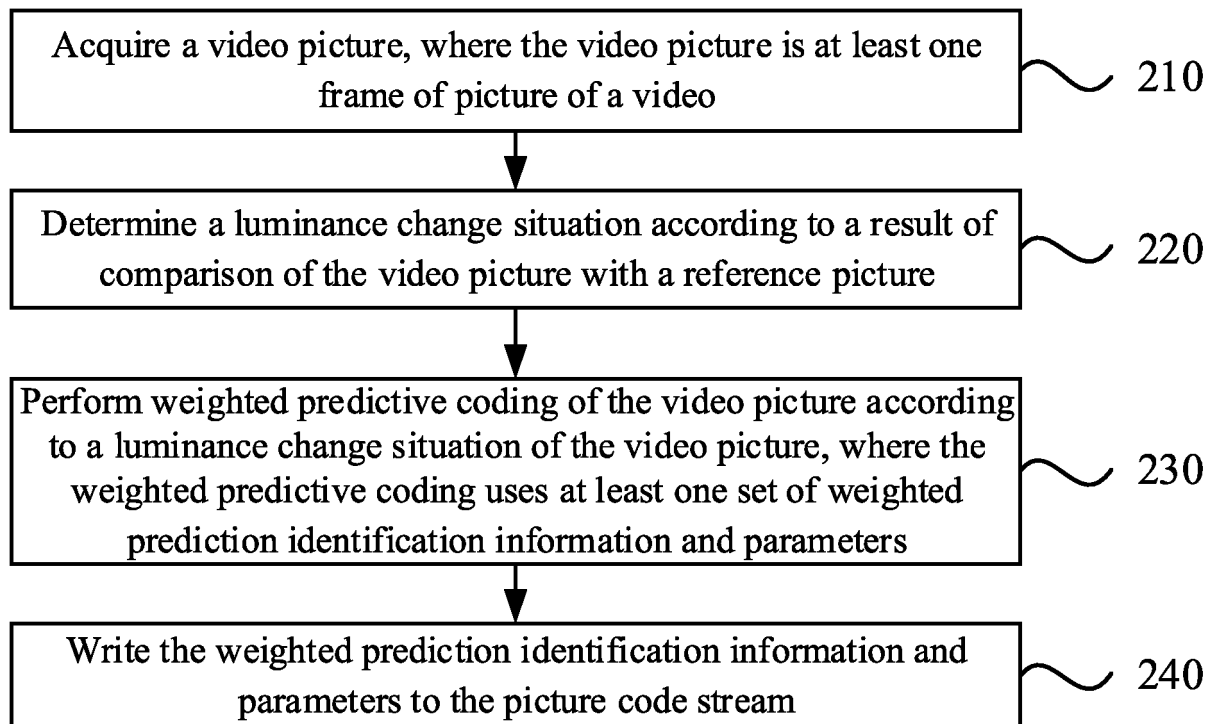 Acquire a video picture, where the video picture is at least one
frame of picture of a video
210
Determine a luminance change situation according to a result of
comparison of the video picture with a reference picture
220
Perform weighted predictive coding of the video picture according
to a luminance change situation of the video picture, where the
weighted predictive coding uses at least one set of weighted
prediction identification information and parameters
230
Write the weighted prediction identification information and
parameters to the picture code stream
240